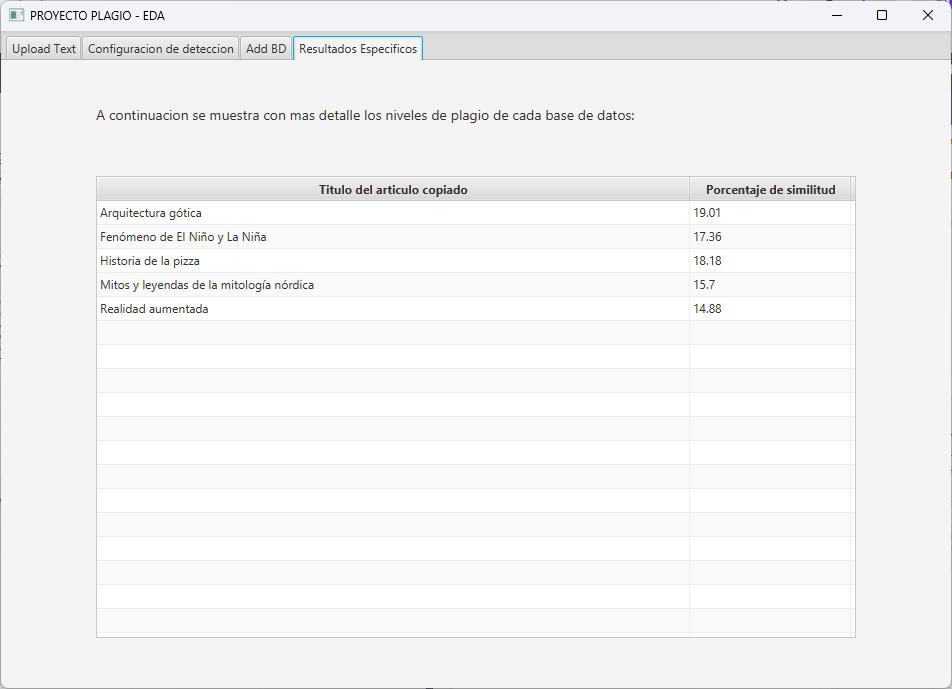 PROYECTO PLAGIO - EDA
Upload Text Configuracion de deteccion Add BD Resultados Especificos
A continuacion se muestra con mas detalle los niveles de plagio de cada base de datos:
Titulo del articulo copiado Porcentaje de similitud
Arquitectura gótica 19.01
Fenómeno de El Niño y La Niña 17.36
Historia de la pizza 18.18
Mitos y leyendas de la mitología nórdica 15.7
Realidad aumentada 14.88